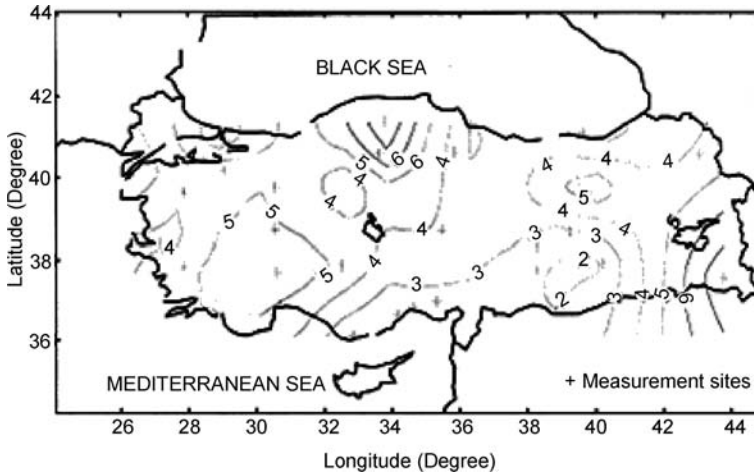 44
42
40
38
36
Latitude (Degree)
BLACK SEA
5 6 6
4 4
4
5 5
4
4
5
4
3 3
4 4 4
5
4
4
3
3
2
2
3 4 5 6
MEDITERRANEAN SEA
+ Measurement sites
26 28 30 32 34 36 38 40 42 44
Longitude (Degree)